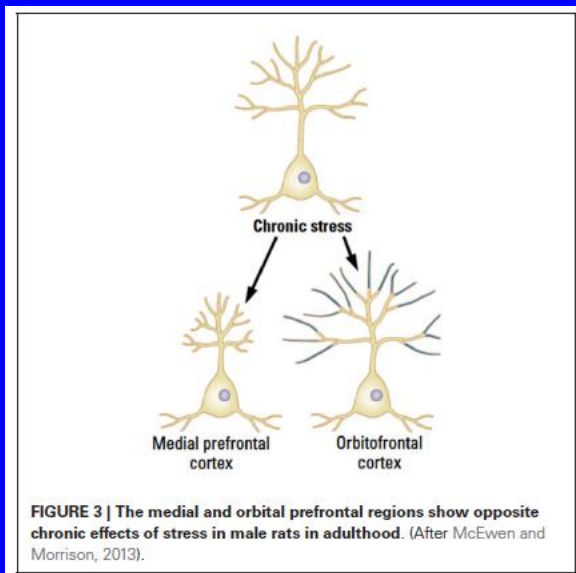 Chronic stress
Medial prefrontal
cortex
Orbitofrontal
cortex
FIGURE 3 | The medial and orbital prefrontal regions show opposite
chronic effects of stress in male rats in adulthood. (After McEwen and
Morrison, 2013).